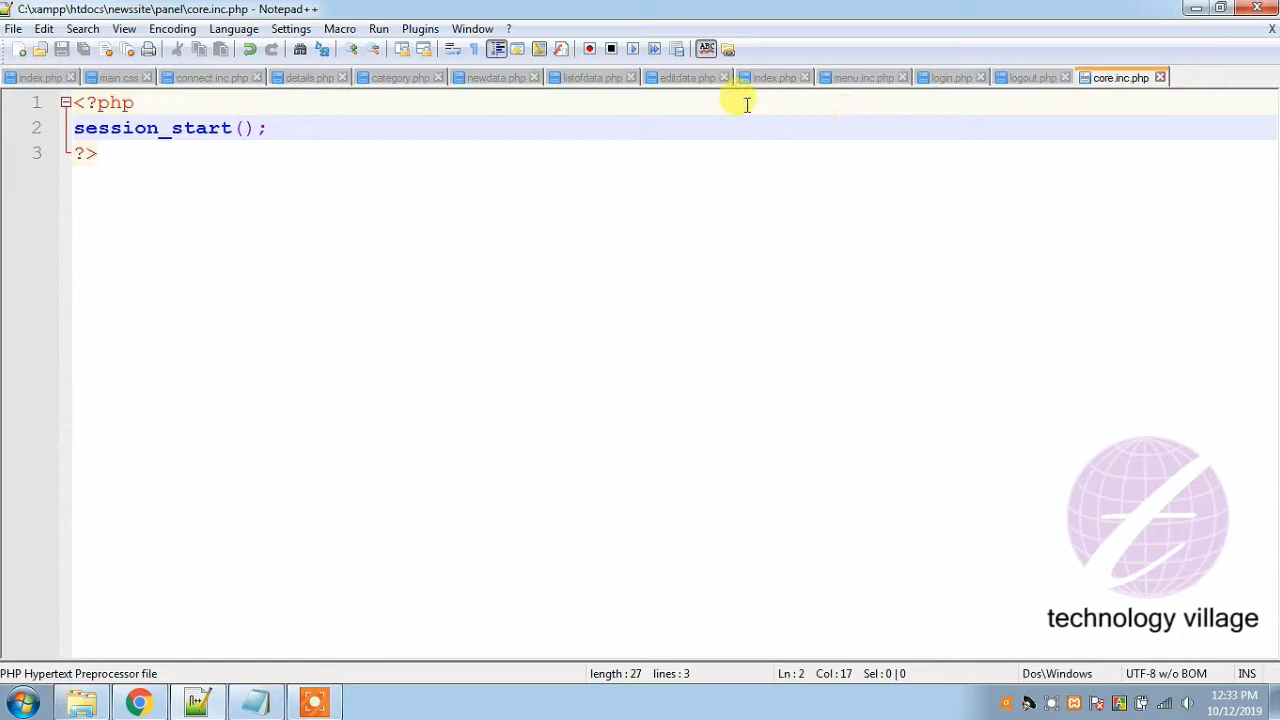 C:\xampp\htdocs\newssite\panel\core.inc.php - Notepad++
File Edit Search View Encoding Language Settings Macro Run Plugins Window ? X
index.php main.css connect.inc.php details.php category.php newdata.php listofdata.php editdata.php index.php menu.inc.php login.php logout.php core.inc.php
1 <?php
2 session_start();
3 ?>
technology village
PHP Hypertext Preprocessor file length : 27 lines : 3 Ln : 2 Col : 17 Sel : 0 | 0 Dos\Windows UTF-8 w/o BOM INS
12:33 PM
10/12/2019